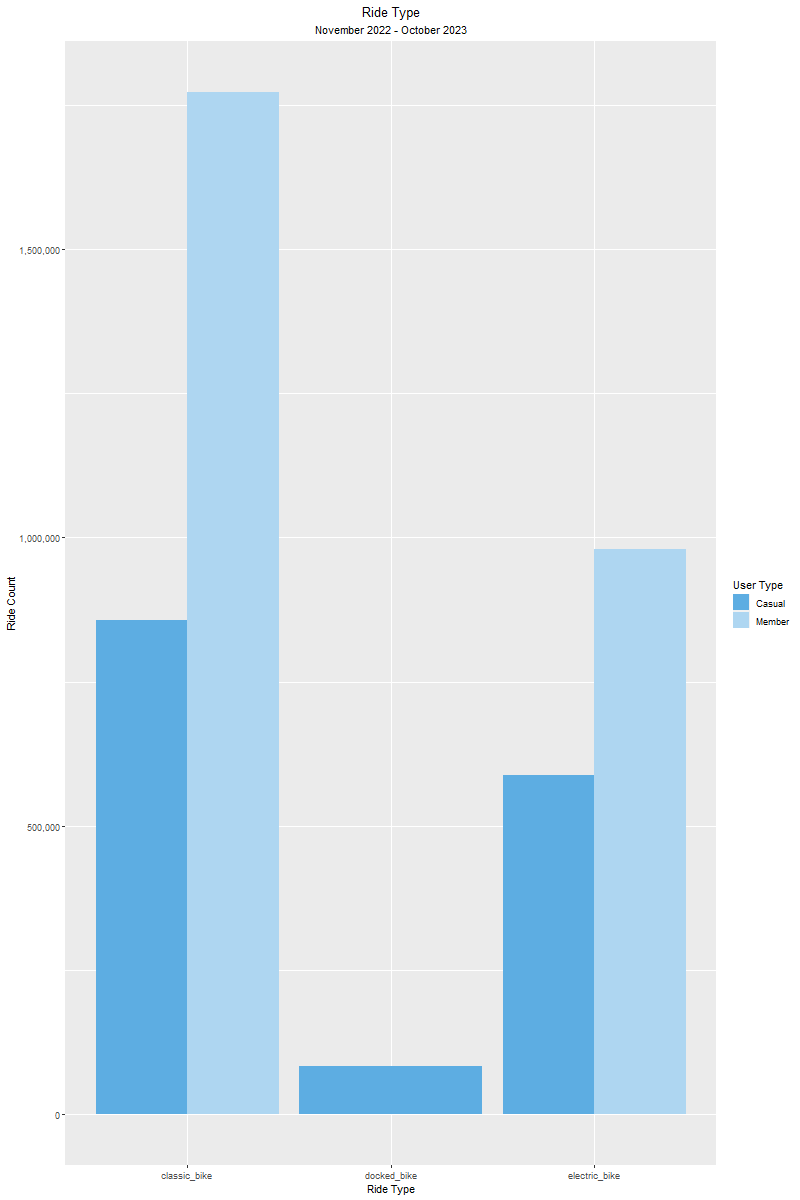 Ride Type
November 2022 - October 2023
Ride Count
1,500,000
1,000,000
500,000
0
classic_bike
docked_bike
electric_bike
Ride Type
User Type
Casual
Member